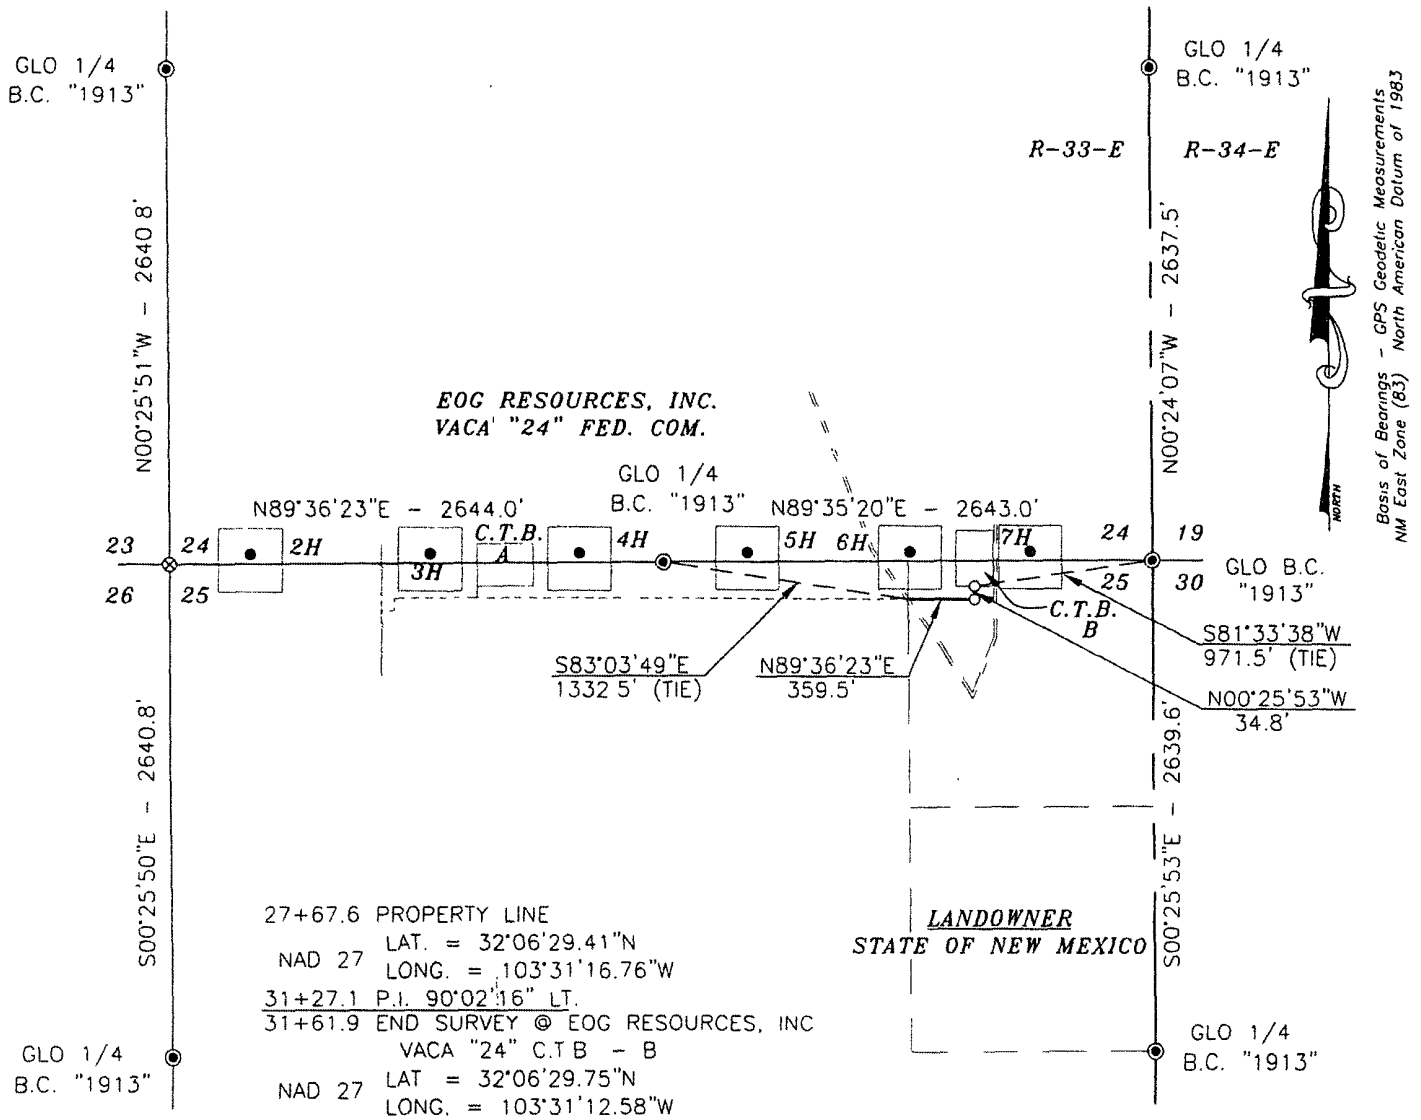 GLO 1/4
B.C. "1913"
GLO 1/4
B.C. "1913"
R-33-E
R-34-E
Basis of Bearings - GPS Geodetic Measurements
NM East Zone (83) North American Datum of 1983
NORTH
N00°25'51"W - 2640 8'
N00°24'07"W - 2637.5'
EOG RESOURCES, INC.
VACA "24" FED. COM.
GLO 1/4
B.C. "1913"
N89°36'23"E - 2644.0'
N89°35'20"E - 2643.0'
23
24
2H
3H
C.T.B.
A
4H
5H
6H
7H
24
19
26
25
25
30
GLO B.C.
"1913"
C.T.B.
B
S81°33'38"W
971.5' (TIE)
S83°03'49"E
1332 5' (TIE)
N89°36'23"E
359.5'
N00°25'53"W
34.8'
S00°25'50"E - 2640.8'
S00°25'53"E - 2639.6'
27+67.6 PROPERTY LINE
NAD 27
LAT. = 32°06'29.41"N
LONG. = 103°31'16.76"W
31+27.1 P.I. 90°02'16" LT.
31+61.9 END SURVEY @ EOG RESOURCES, INC
VACA "24" C.T B - B
NAD 27
LAT = 32°06'29.75"N
LONG. = 103°31'12.58"W
LANDOWNER
STATE OF NEW MEXICO
GLO 1/4
B.C. "1913"
GLO 1/4
B.C. "1913"